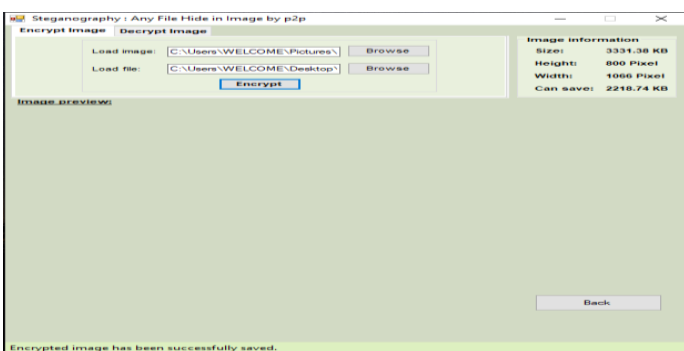 Steganography : Any File Hide in Image by p2p
Encrypt Image Decrypt Image
Load image: C:\Users\WELCOME\Pictures\ Browse
Load file: C:\Users\WELCOME\Desktop\ Browse
Encrypt
Image information
Size: 3331.38 KB
Height: 800 Pixel
Width: 1066 Pixel
Can save: 2218.74 KB
Image preview:
Back
Encrypted image has been successfully saved.